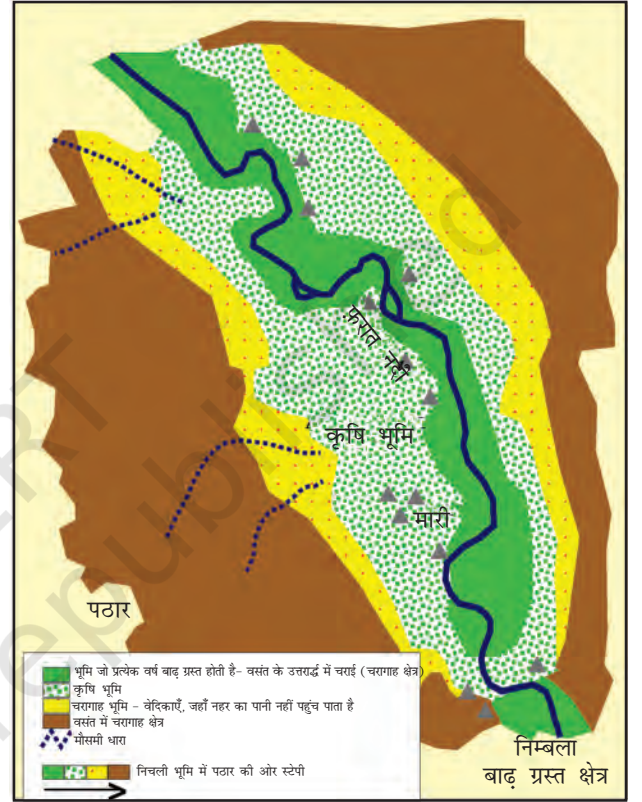 फ़रात नदी
कृषि भूमि
मारी
पठार
भूमि जो प्रत्येक वर्ष बाढ़ ग्रस्त होती है- वसंत के उत्तरार्द्ध में चराई (चरागाह क्षेत्र)
कृषि भूमि
चरागाह भूमि - वेदिकाएँ, जहाँ नहर का पानी नहीं पहुंच पाता है
वसंत में चरागाह क्षेत्र
मौसमी धारा
निचली भूमि में पठार की ओर स्टेपी
निम्बला
बाढ़ ग्रस्त क्षेत्र